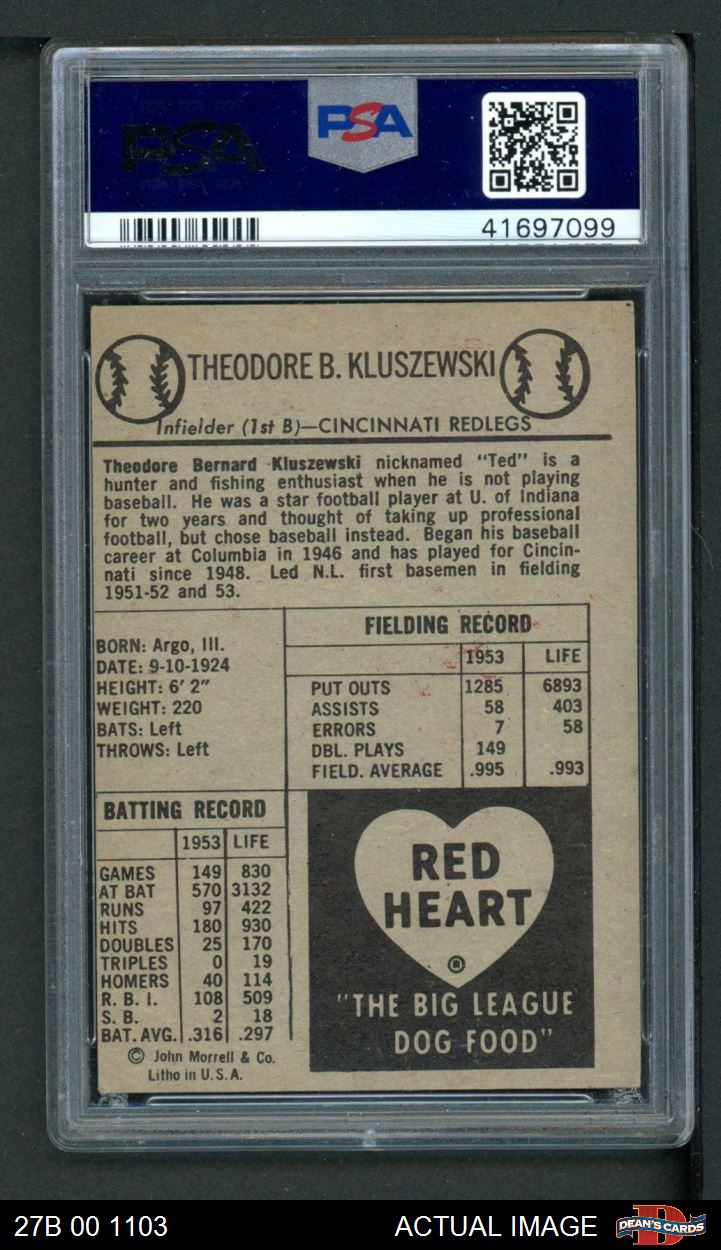 PSA
PSA
41697099
THEODORE B. KLUSZEWSKI
Infielder (1st B)—CINCINNATI REDLEGS
Theodore Bernard Kluszewski nicknamed "Ted" is a
hunter and fishing enthusiast when he is not playing
baseball. He was a star football player at U. of Indiana
for two years and thought of taking up professional
football, but chose baseball instead. Began his baseball
career at Columbia in 1946 and has played for Cincin-
nati since 1948. Led N.L. first basemen in fielding
1951-52 and 53.
BORN: Argo, Ill.
DATE: 9-10-1924
HEIGHT: 6' 2"
WEIGHT: 220
BATS: Left
THROWS: Left
FIELDING RECORD
1953 LIFE
PUT OUTS 1285 6893
ASSISTS 58 403
ERRORS 7 58
DBL. PLAYS 149
FIELD. AVERAGE .995 .993
BATTING RECORD
1953 LIFE
GAMES 149 830
AT BAT 570 3132
RUNS 97 422
HITS 180 930
DOUBLES 25 170
TRIPLES 0 19
HOMERS 40 114
R. B. I. 108 509
S. B. 2 18
BAT. AVG. .316 .297
© John Morrell & Co.
Litho in U. S. A.
RED
HEART
®
"THE BIG LEAGUE
DOG FOOD"
27B 00 1103
ACTUAL IMAGE
DEAN'S CARDS